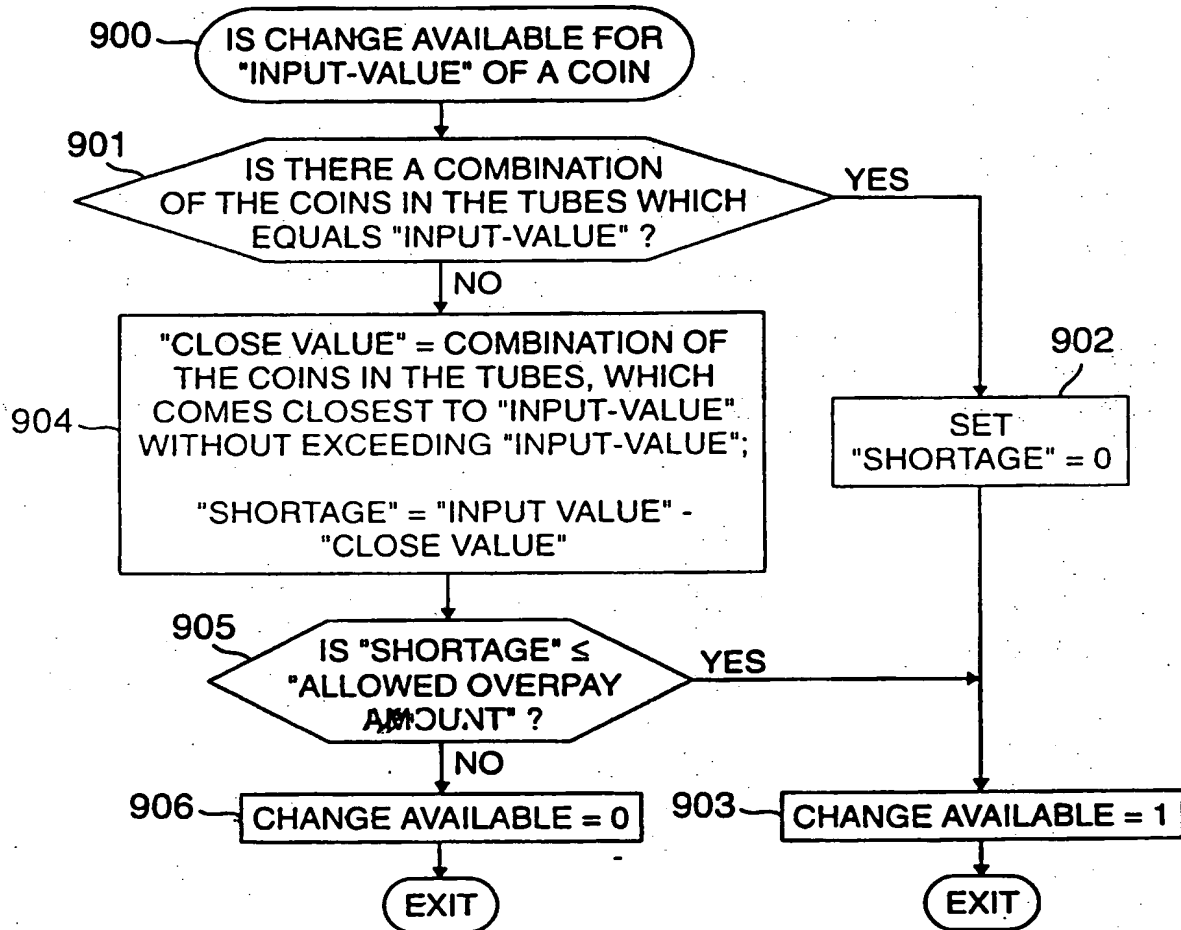 900
IS CHANGE AVAILABLE FOR
"INPUT-VALUE" OF A COIN
901
IS THERE A COMBINATION
OF THE COINS IN THE TUBES WHICH
EQUALS "INPUT-VALUE" ?
YES
NO
902
SET
"SHORTAGE" = 0
904
"CLOSE VALUE" = COMBINATION OF
THE COINS IN THE TUBES, WHICH
COMES CLOSEST TO "INPUT-VALUE"
WITHOUT EXCEEDING "INPUT-VALUE";
"SHORTAGE" = "INPUT VALUE" -
"CLOSE VALUE"
905
IS "SHORTAGE" ≤
"ALLOWED OVERPAY
AMOUNT" ?
YES
NO
906
CHANGE AVAILABLE = 0
903
CHANGE AVAILABLE = 1
EXIT
EXIT